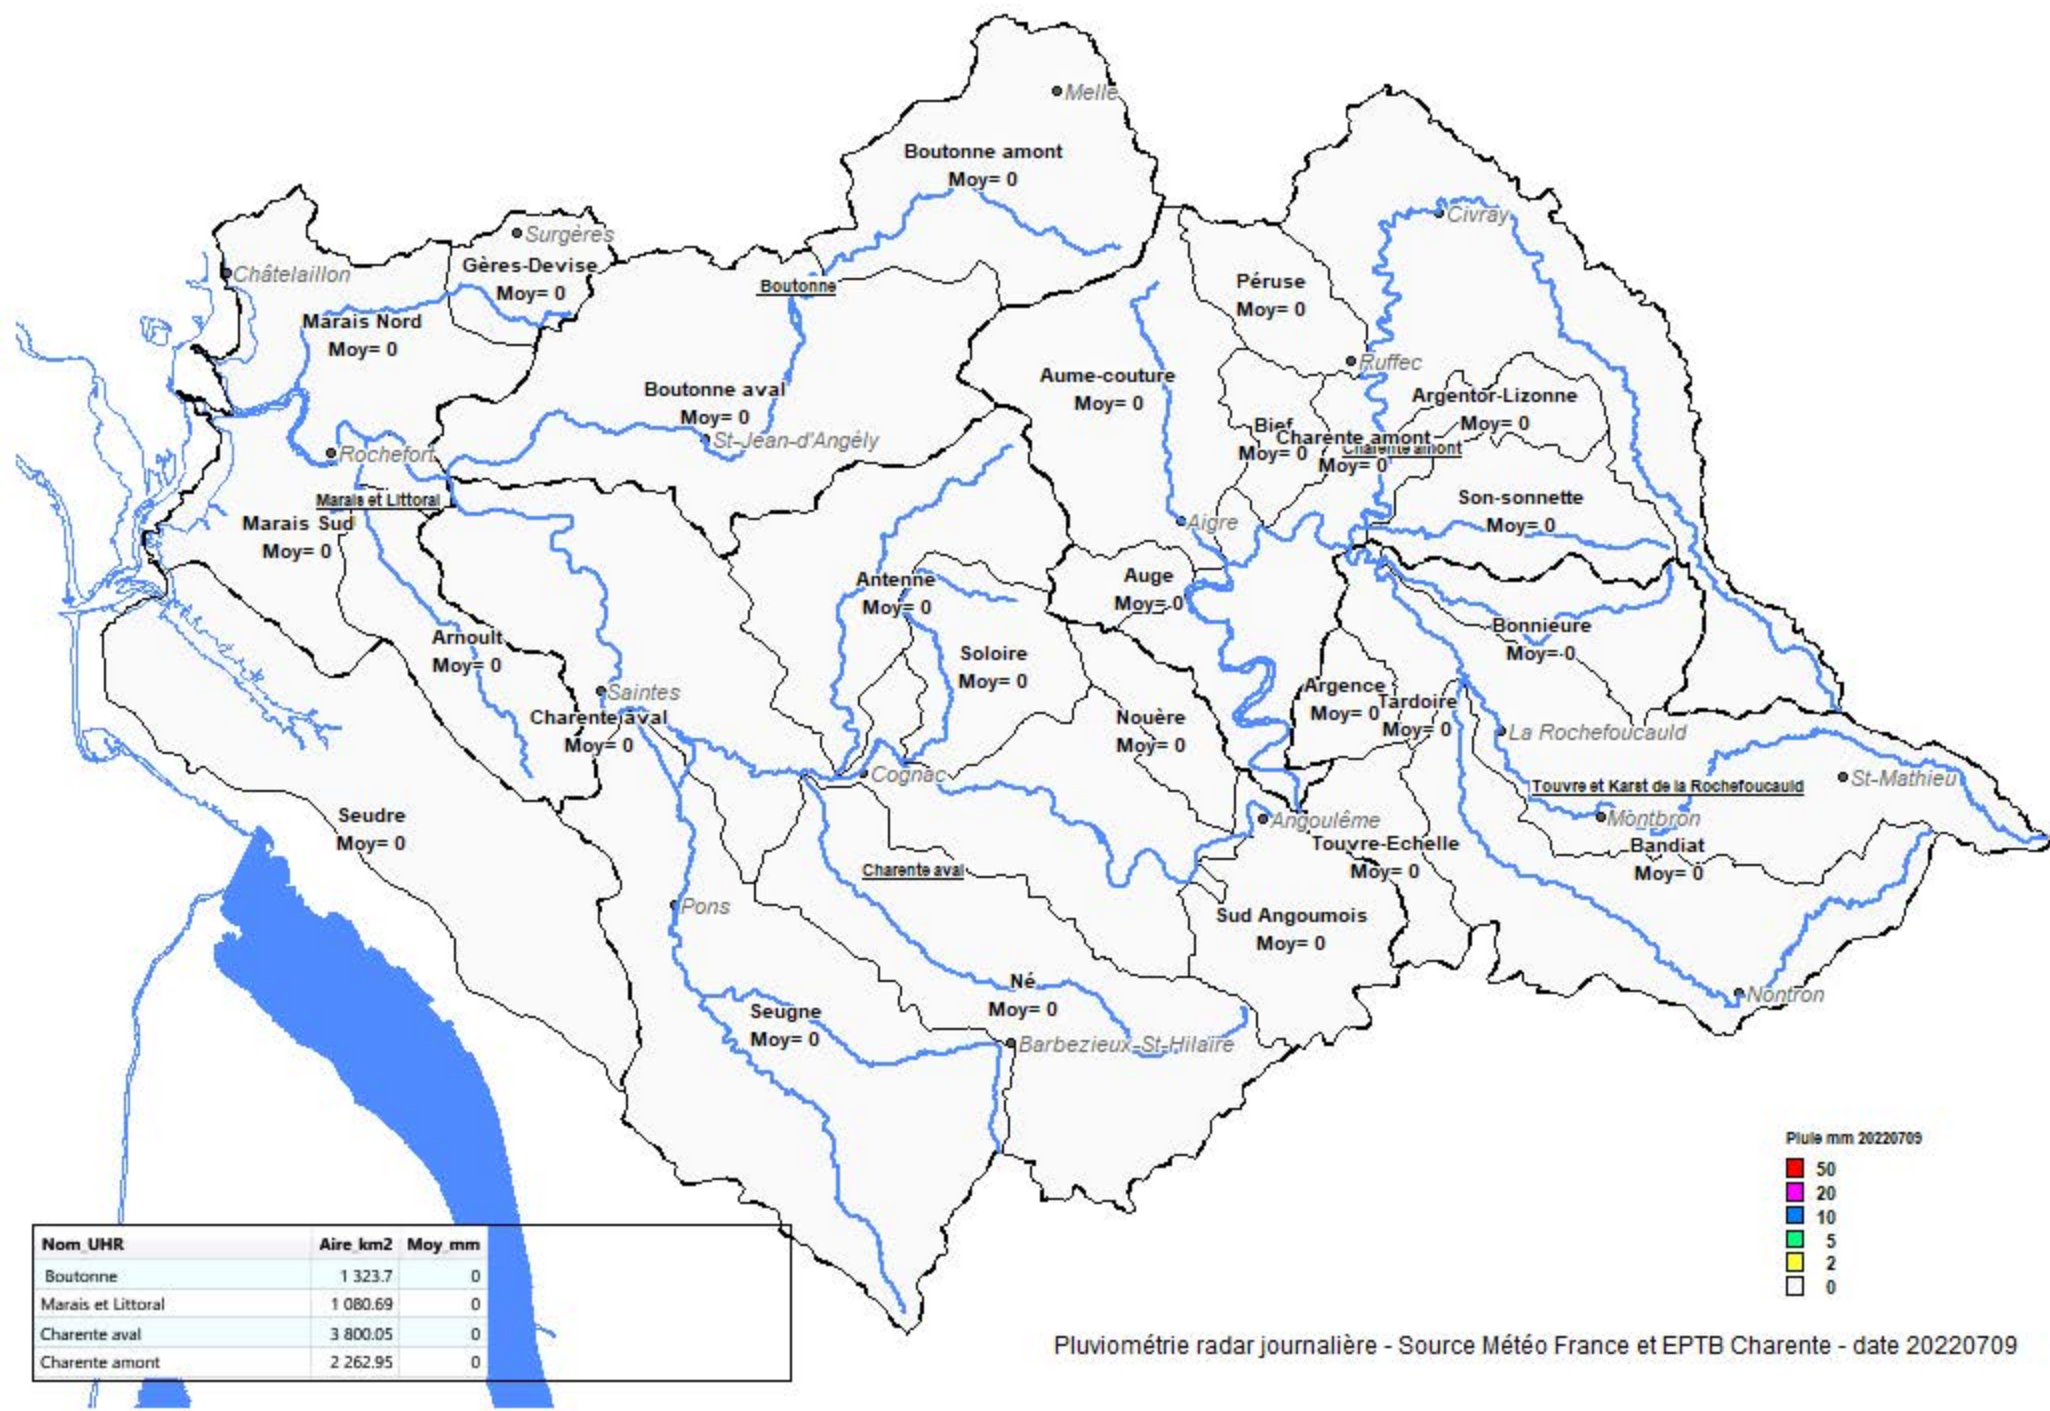 Melle
Boutonne amont
Moy= 0
Civray
Surgères
Châtelaillon
Gères-Devise
Moy= 0
Boutonne
Péruse
Moy= 0
Marais Nord
Moy= 0
Ruffec
Aume-couture
Moy= 0
Boutonne aval
Moy= 0
Argentor-Lizonne
Moy= 0
St-Jean-d'Angély
Bief
Moy= 0
Charente amont
Moy= 0
Charente amont
Rochefort
Marais et Littoral
Son-sonnette
Moy= 0
Marais Sud
Moy= 0
Aigre
Antenne
Moy= 0
Auge
Moy= 0
Bonnieure
Moy= 0
Arnoult
Moy= 0
Soloire
Moy= 0
Saintes
Argence
Moy= 0
Tardoire
Moy= 0
Charente aval
Moy= 0
Nouère
Moy= 0
La Rochefoucauld
Cognac
Touvre et Karst de la Rochefoucauld
St-Mathieu
Seudre
Moy= 0
Angoulême
Montbron
Touvre-Echelle
Moy= 0
Bandiat
Moy= 0
Charente aval
Pons
Sud Angoumois
Moy= 0
Né
Moy= 0
Nontron
Seugne
Moy= 0
Barbezieux-St-Hilaire
Pluie mm 20220709
50
20
10
5
2
0
Nom_UHR Aire_km2 Moy_mm
Boutonne 1 323.7 0
Marais et Littoral 1 080.69 0
Charente aval 3 800.05 0
Charente amont 2 262.95 0
Pluviométrie radar journalière - Source Météo France et EPTB Charente - date 20220709